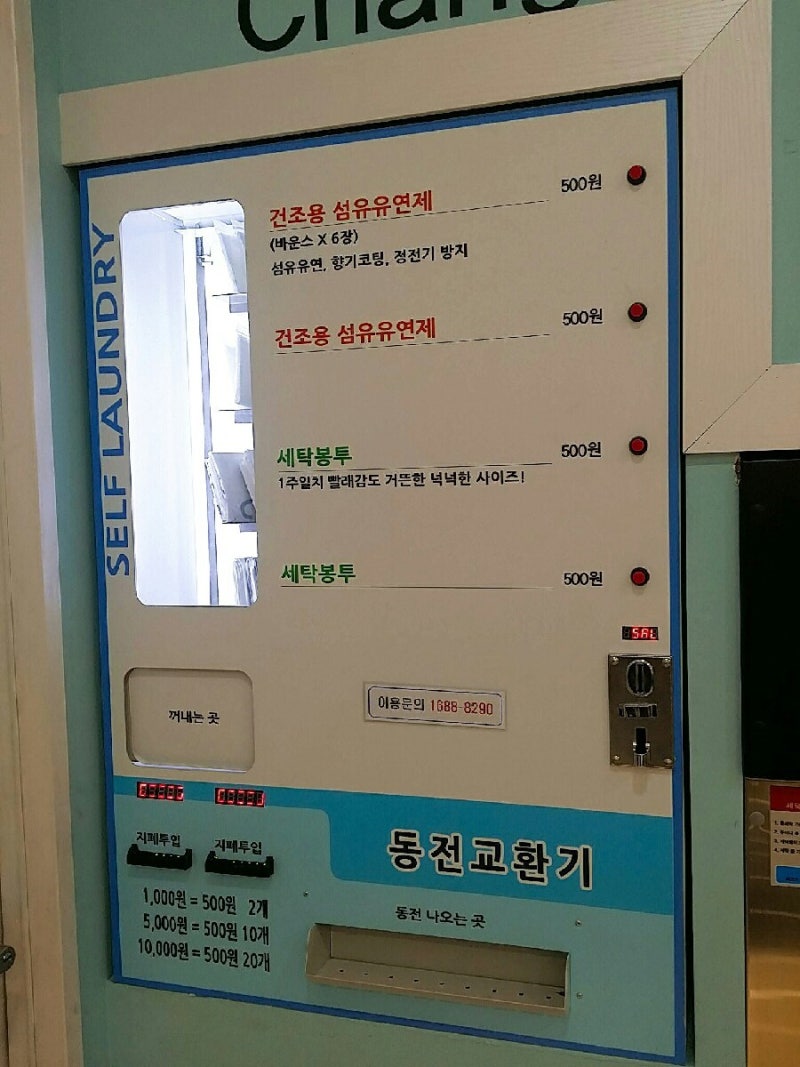 Chang
SELF LAUNDRY
건조용 섬유유연제 500원
(바운스 X 6장)
섬유유연, 향기코팅, 정전기 방지
건조용 섬유유연제 500원
세탁봉투 500원
1주일치 빨래감도 거뜬한 넉넉한 사이즈!
세탁봉투 500원
꺼내는 곳
이용문의 1688-8290
지폐투입 지폐투입
동전교환기
1,000원 = 500원 2개
5,000원 = 500원 10개
10,000원 = 500원 20개
동전 나오는 곳